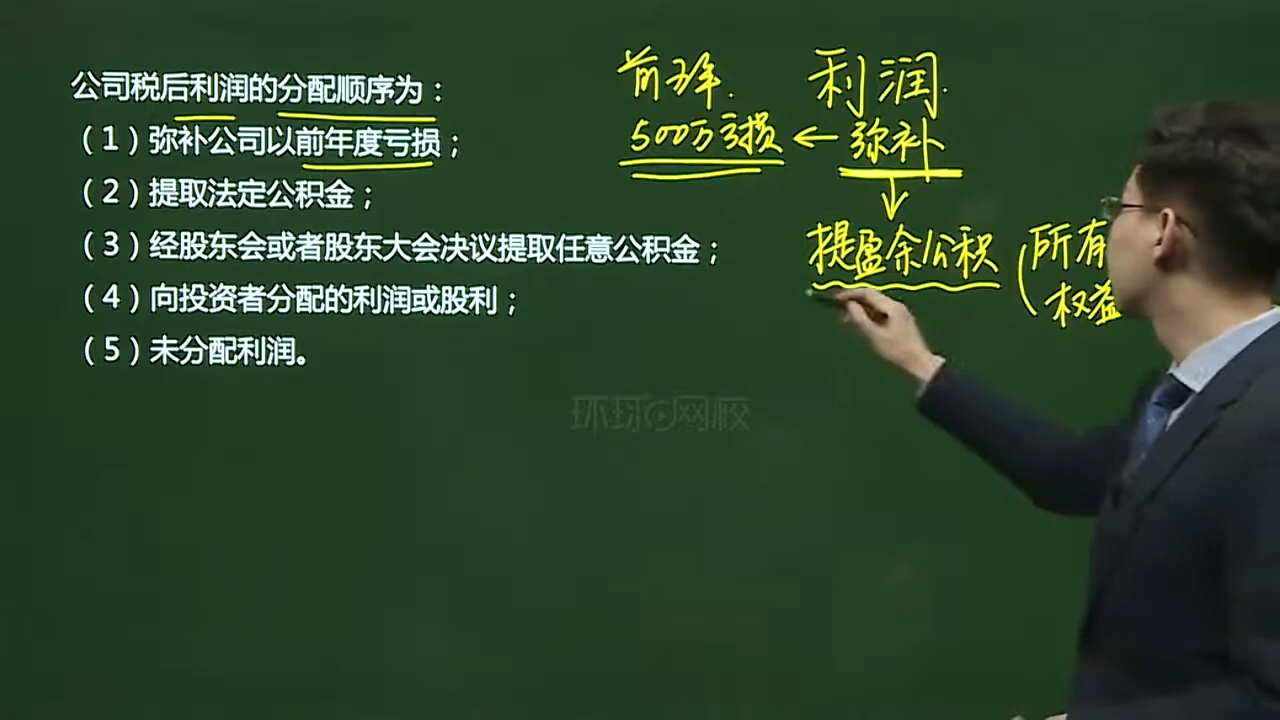 公司税后利润的分配顺序为：
（1）弥补公司以前年度亏损；
（2）提取法定公积金；
（3）经股东会或者股东大会决议提取任意公积金；
（4）向投资者分配的利润或股利；
（5）未分配利润。
前五年. 利润.
500万亏损 ← 弥补
提盈余公积 (所有
权益
环球网校